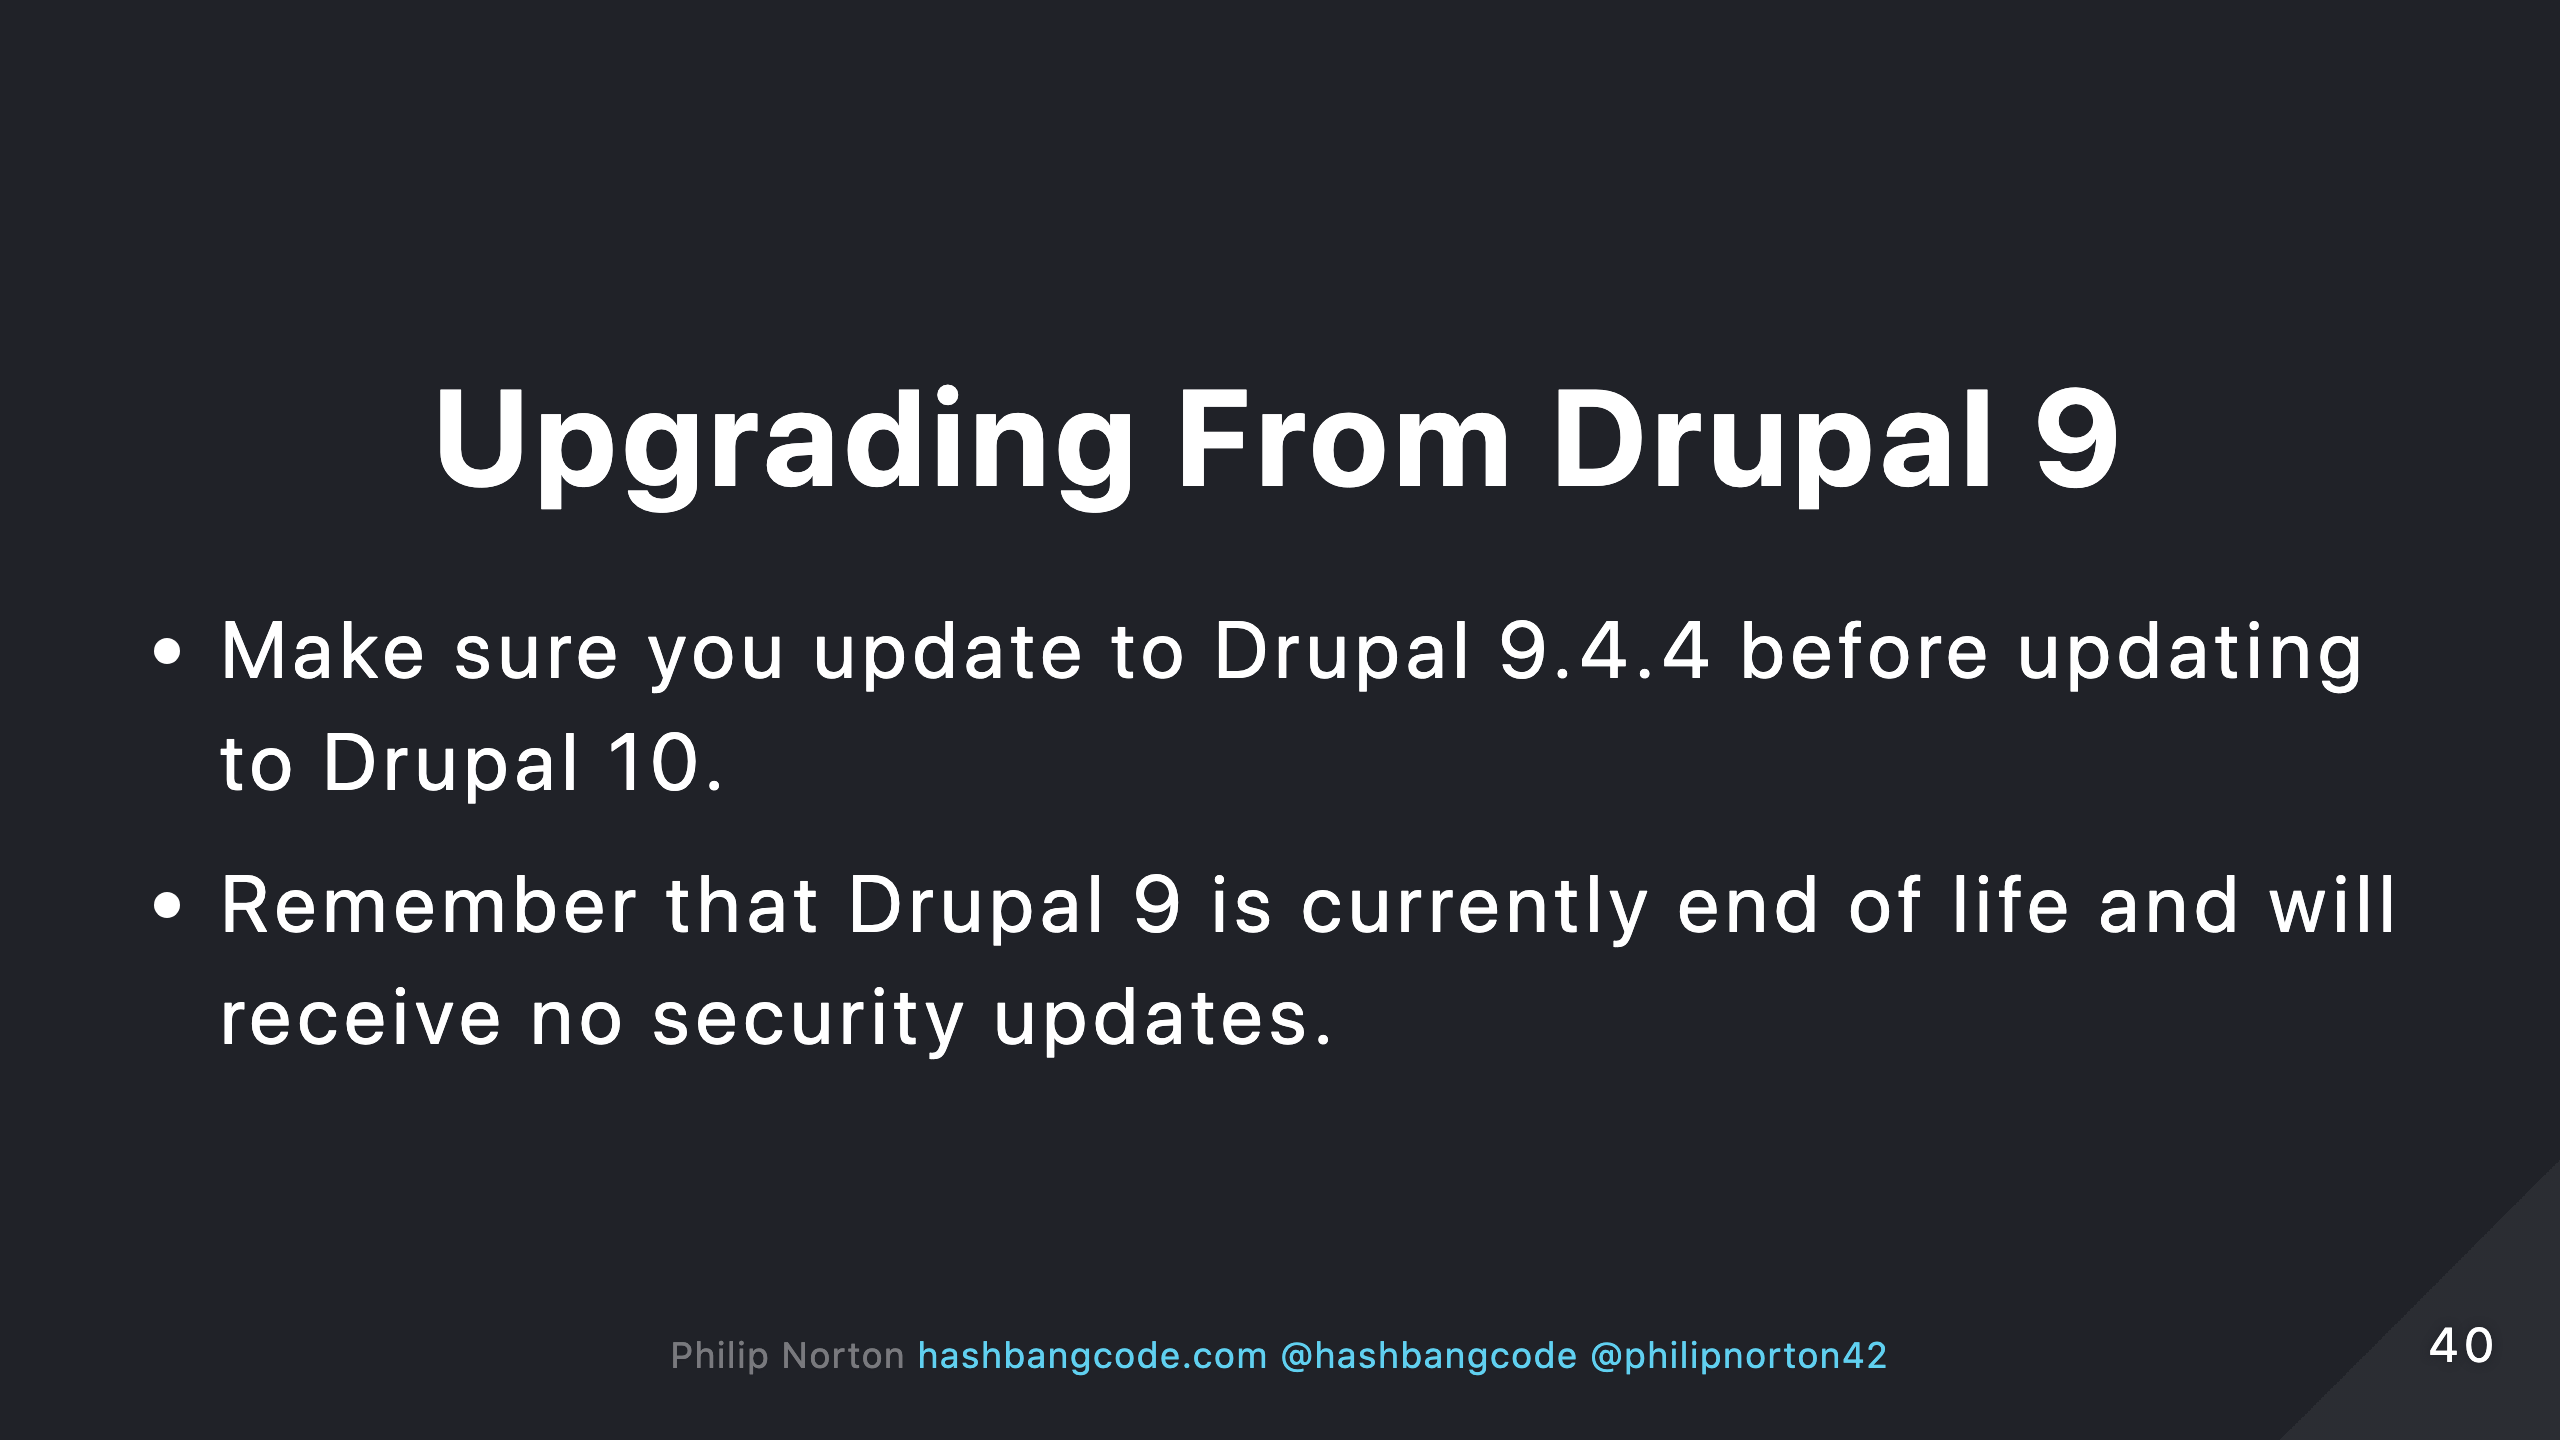 Upgrading From Drupal 9
• Make sure you update to Drupal 9.4.4 before updating
to Drupal 10.
• Remember that Drupal 9 is currently end of life and will
receive no security updates.
Philip Norton hashbangcode.com @hashbangcode @philipnorton42
40